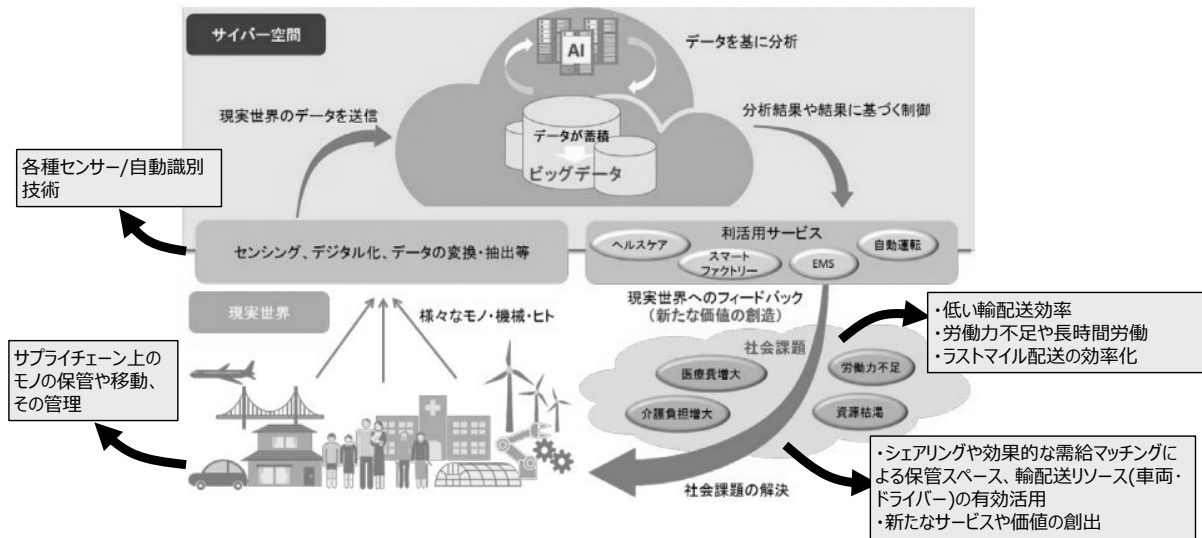 サイバー空間
AI
データを基に分析
現実世界のデータを送信
分析結果や結果に基づく制御
データが蓄積
ビッグデータ
各種センサー/自動識別
技術
センシング、デジタル化、データの変換・抽出等
利活用サービス
ヘルスケア
スマート
ファクトリー
EMS
自動運転
現実世界
様々なモノ・機械・ヒト
現実世界へのフィードバック
(新たな価値の創造)
・低い輸配送効率
・労働力不足や長時間労働
・ラストマイル配送の効率化
サプライチェーン上の
モノの保管や移動、
その管理
社会課題
医療費増大
労働力不足
介護負担増大
資源枯渇
社会課題の解決
・シェアリングや効果的な需給マッチングに
よる保管スペース、輸配送リソース(車両・
ドライバー)の有効活用
・新たなサービスや価値の創出